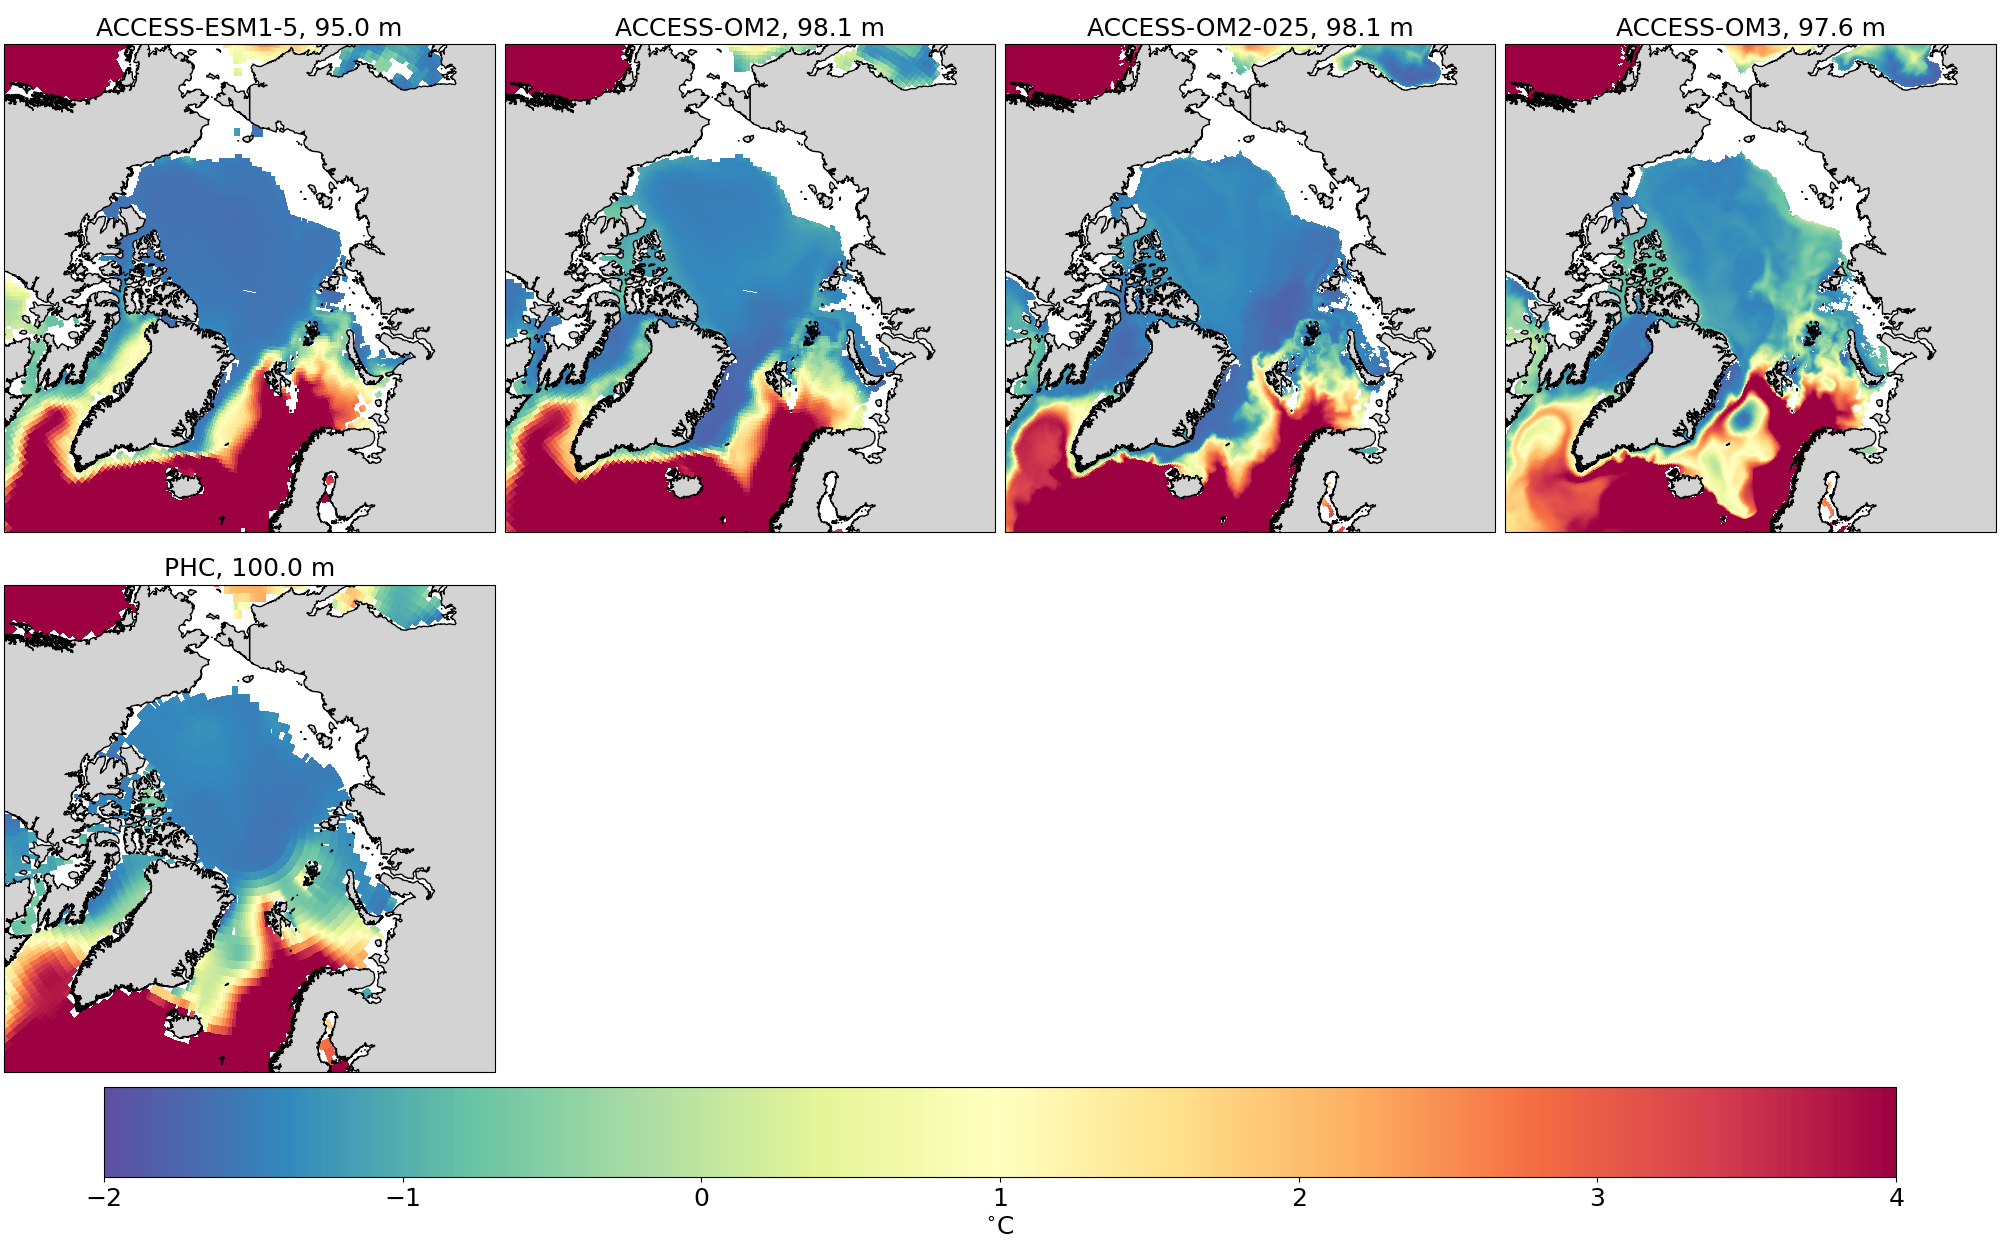 ACCESS-ESM1-5, 95.0 m
ACCESS-OM2, 98.1 m
ACCESS-OM2-025, 98.1 m
ACCESS-OM3, 97.6 m
PHC, 100.0 m
−2 −1 0 1 2 3 4
°C